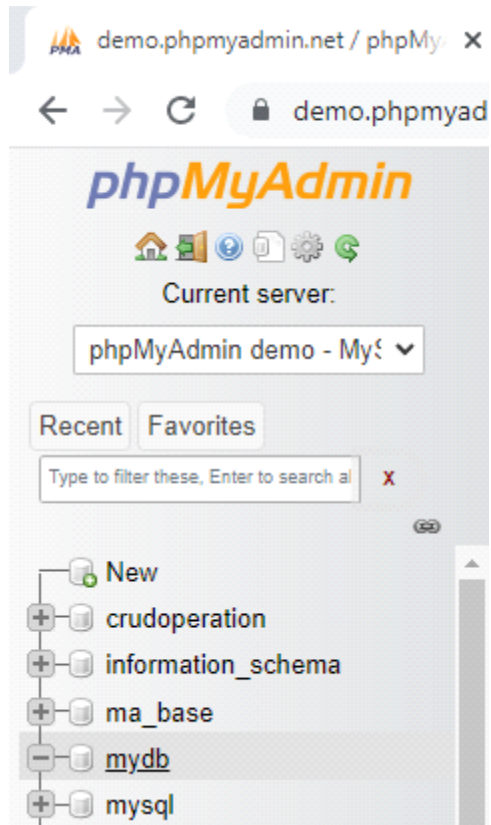 demo.phpmyadmin.net / phpMy
demo.phpmyad
phpMyAdmin
Current server:
phpMyAdmin demo - MyS
Recent Favorites
Type to filter these, Enter to search al
X
New
crudoperation
information_schema
ma_base
mydb
mysql